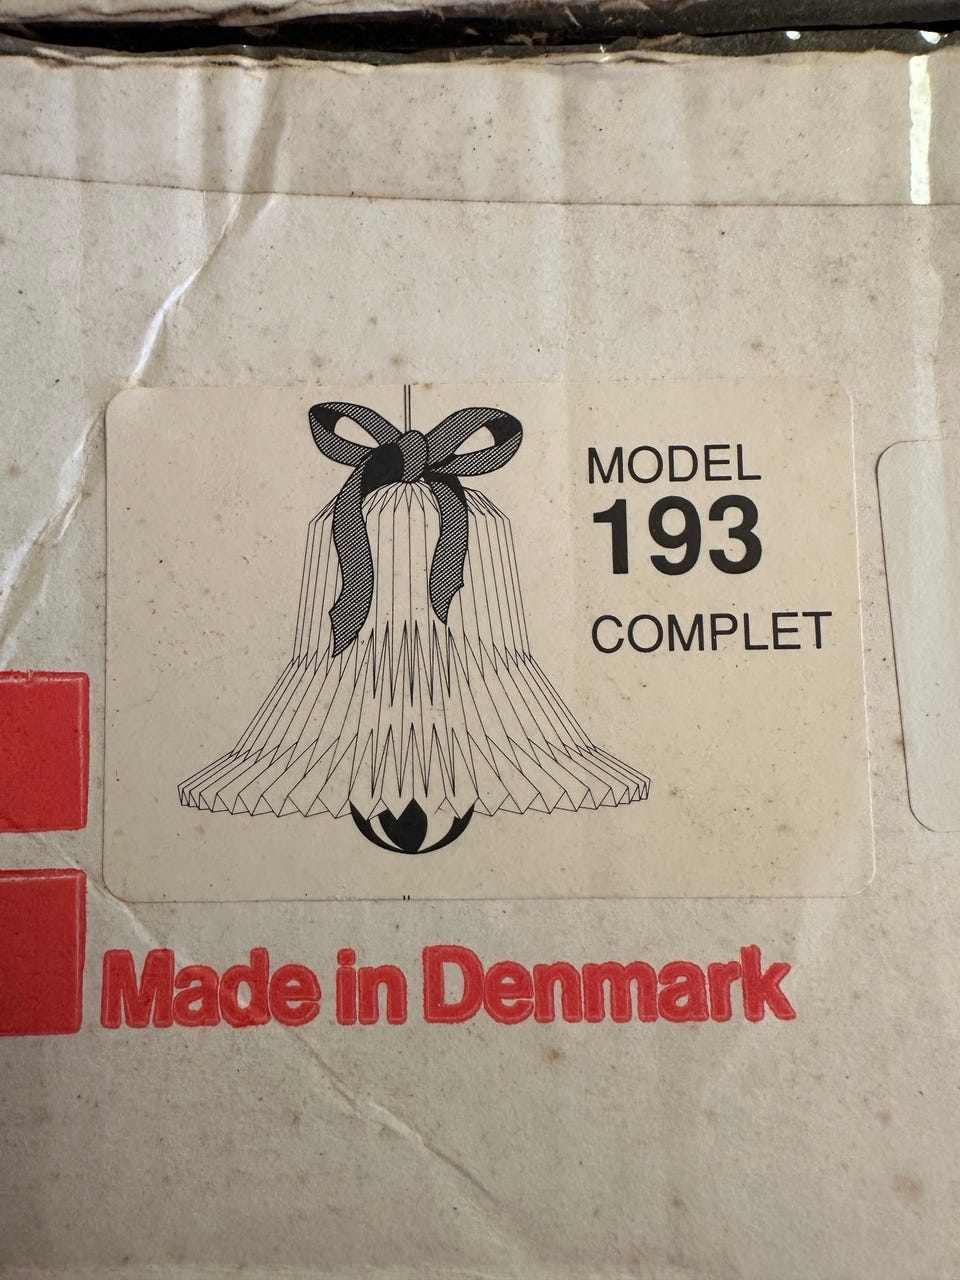 MODEL
193
COMPLET
Made in Denmark